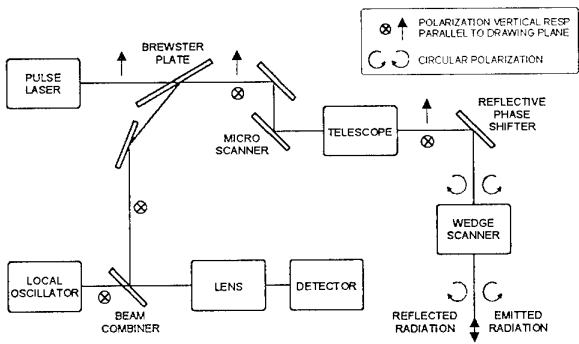 POLARIZATION VERTICAL RESP
PARALLEL TO DRAWING PLANE
CIRCULAR POLARIZATION
BREWSTER
PLATE
PULSE
LASER
MICRO
SCANNER
TELESCOPE
REFLECTIVE
PHASE
SHIFTER
WEDGE
SCANNER
LOCAL
OSCILLATOR
BEAM
COMBINER
LENS
DETECTOR
REFLECTED
RADIATION
EMITTED
RADIATION